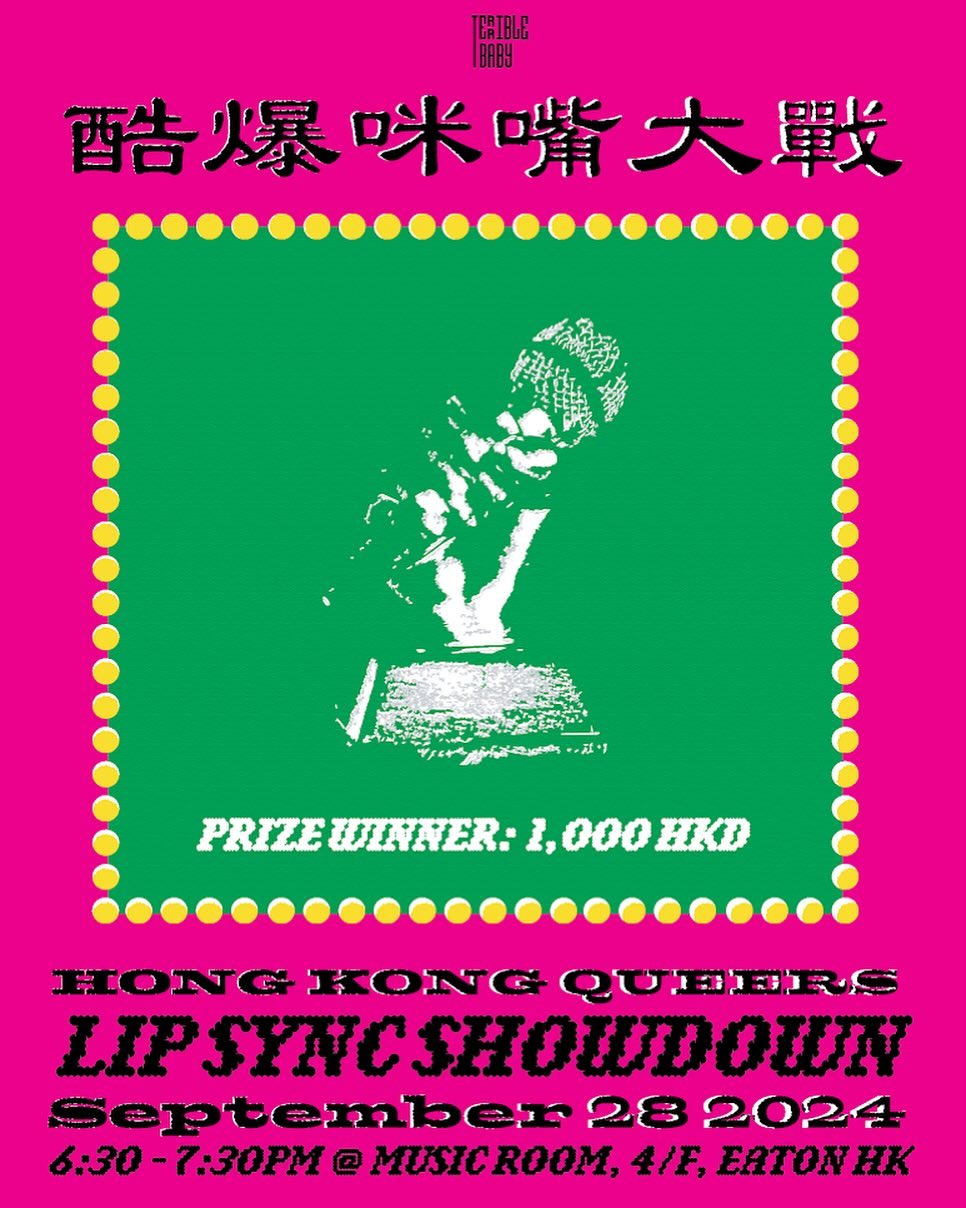 TERRIBLE
BABY
酷爆咪嘴大戰
PRIZE WINNER: 1,000 HKD
HONG KONG QUEERS
LIP SYNC SHOWDOWN
September 28 2024
6:30 - 7:30PM @ MUSIC ROOM, 4/F, EATON HK